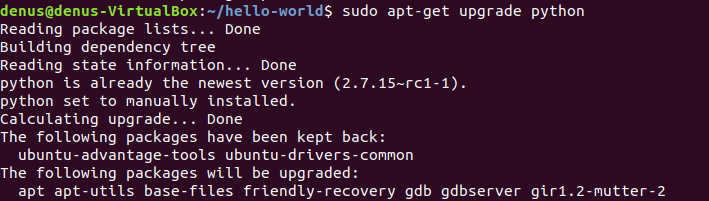 denus@denus-VirtualBox:~/hello-world$ sudo apt-get upgrade python
Reading package lists... Done
Building dependency tree
Reading state information... Done
python is already the newest version (2.7.15~rc1-1).
python set to manually installed.
Calculating upgrade... Done
The following packages have been kept back:
  ubuntu-advantage-tools ubuntu-drivers-common
The following packages will be upgraded:
  apt apt-utils base-files friendly-recovery gdb gdbserver gir1.2-mutter-2